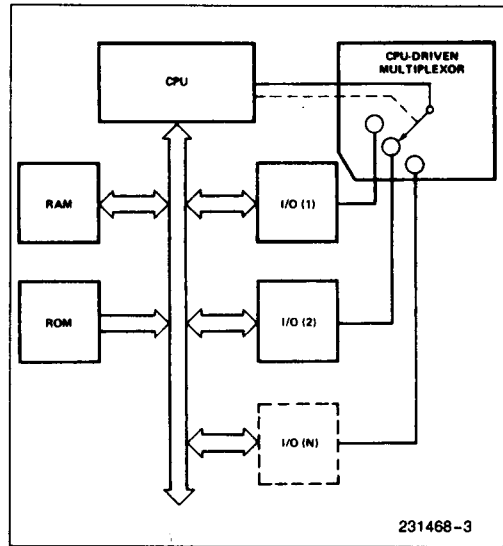 CPU
CPU-DRIVEN
MULTIPLEXOR
RAM
I/O (1)
ROM
I/O (2)
I/O (N)
231468-3